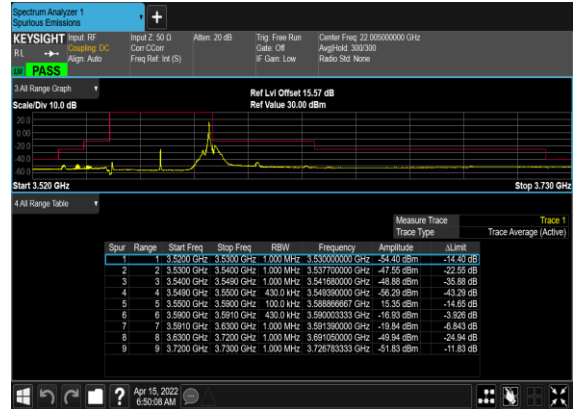 Spectrum Analyzer 1
Spurious Emissions
KEYSIGHT Input: RF Input Z: 50 Ω Atten: 20 dB Trig: Free Run Center Freq: 22.005000000 GHz
RL Coupling: DC Corr CCorr Gate: Off Avg|Hold: 300/300
Align: Auto Freq Ref: Int (S) IF Gain: Low Radio Std: None
PASS
3 All Range Graph
Ref Lvl Offset 15.57 dB
Scale/Div 10.0 dB Ref Value 30.00 dBm
20.0
0.00
-20.0
-40.0
-60.0
Start 3.520 GHz Stop 3.730 GHz
4 All Range Table
Measure Trace Trace 1
Trace Type Trace Average (Active)
Spur Range Start Freq Stop Freq RBW Frequency Amplitude ΔLimit
1 1 3.5200 GHz 3.5300 GHz 1.000 MHz 3.530000000 GHz -54.40 dBm -14.40 dB
2 2 3.5300 GHz 3.5400 GHz 1.000 MHz 3.537700000 GHz -47.55 dBm -22.55 dB
3 3 3.5400 GHz 3.5490 GHz 1.000 MHz 3.541680000 GHz -48.88 dBm -35.88 dB
4 4 3.5490 GHz 3.5500 GHz 430.0 kHz 3.549390000 GHz -56.29 dBm -43.29 dB
5 5 3.5500 GHz 3.5900 GHz 100.0 kHz 3.588866667 GHz 15.35 dBm -14.65 dB
6 6 3.5900 GHz 3.5910 GHz 430.0 kHz 3.590003333 GHz -16.93 dBm -3.926 dB
7 7 3.5910 GHz 3.6300 GHz 1.000 MHz 3.591390000 GHz -19.84 dBm -6.843 dB
8 8 3.6300 GHz 3.7200 GHz 1.000 MHz 3.691050000 GHz -49.94 dBm -24.94 dB
9 9 3.7200 GHz 3.7300 GHz 1.000 MHz 3.726783333 GHz -51.83 dBm -11.83 dB
Apr 15, 2022
6:50:08 AM